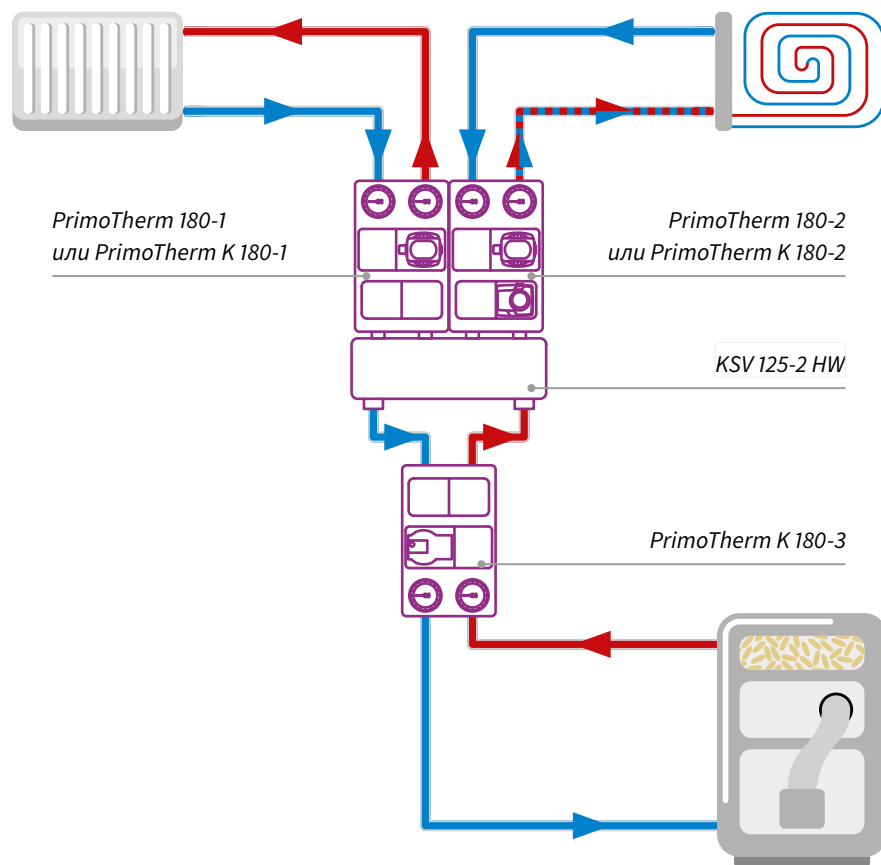 PrimoTherm 180-1
или PrimoTherm K 180-1
PrimoTherm 180-2
или PrimoTherm K 180-2
KSV 125-2 HW
PrimoTherm K 180-3